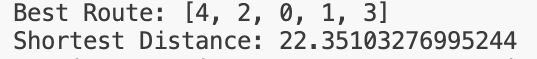 Best Route: [4, 2, 0, 1, 3]
Shortest Distance: 22.35103276995244